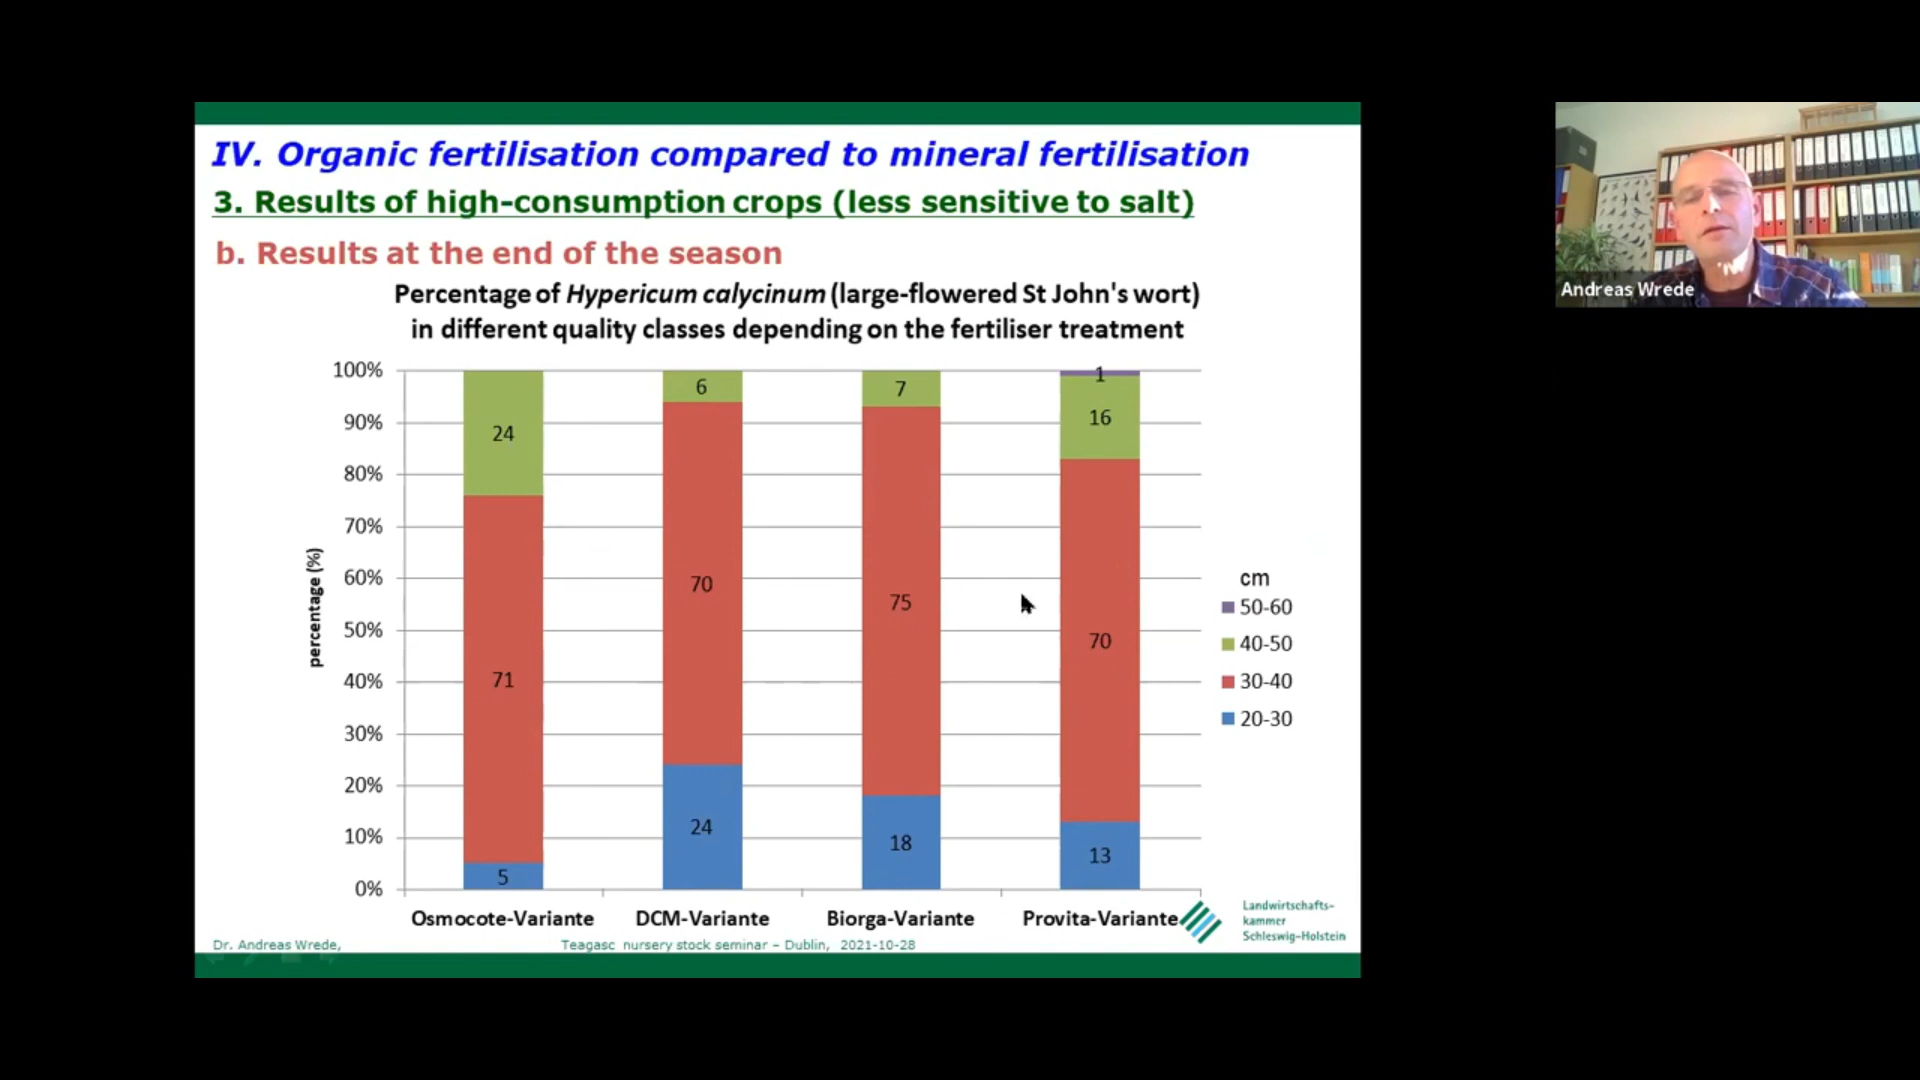 IV. Organic fertilisation compared to mineral fertilisation
3. Results of high-consumption crops (less sensitive to salt)
b. Results at the end of the season
Percentage of Hypericum calycinum (large-flowered St John's wort)
in different quality classes depending on the fertiliser treatment
percentage (%)
100%
90%
80%
70%
60%
50%
40%
30%
20%
10%
0%
24
71
5
6
70
24
7
75
18
1
16
70
13
cm
50-60
40-50
30-40
20-30
Osmocote-Variante DCM-Variante Biorga-Variante Provita-Variante
Landwirtschafts-
kammer
Schleswig-Holstein
Dr. Andreas Wrede, Teagasc nursery stock seminar – Dublin, 2021-10-28
Andreas Wrede